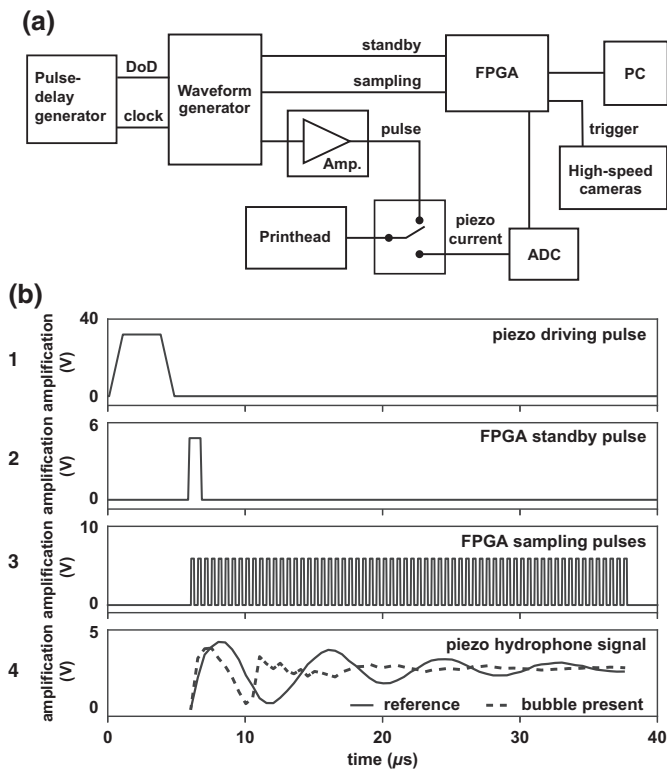 (a)
Pulse-
delay
generator
DoD
clock
Waveform
generator
standby
sampling
FPGA
PC
trigger
High-speed
cameras
Amp.
pulse
Printhead
piezo
current
ADC
(b)
1
amplification
(V)
40
0
piezo driving pulse
2
amplification
(V)
6
0
FPGA standby pulse
3
amplification
(V)
10
0
FPGA sampling pulses
4
amplification
(V)
5
0
piezo hydrophone signal
reference
bubble present
0 10 20 30 40
time (µs)